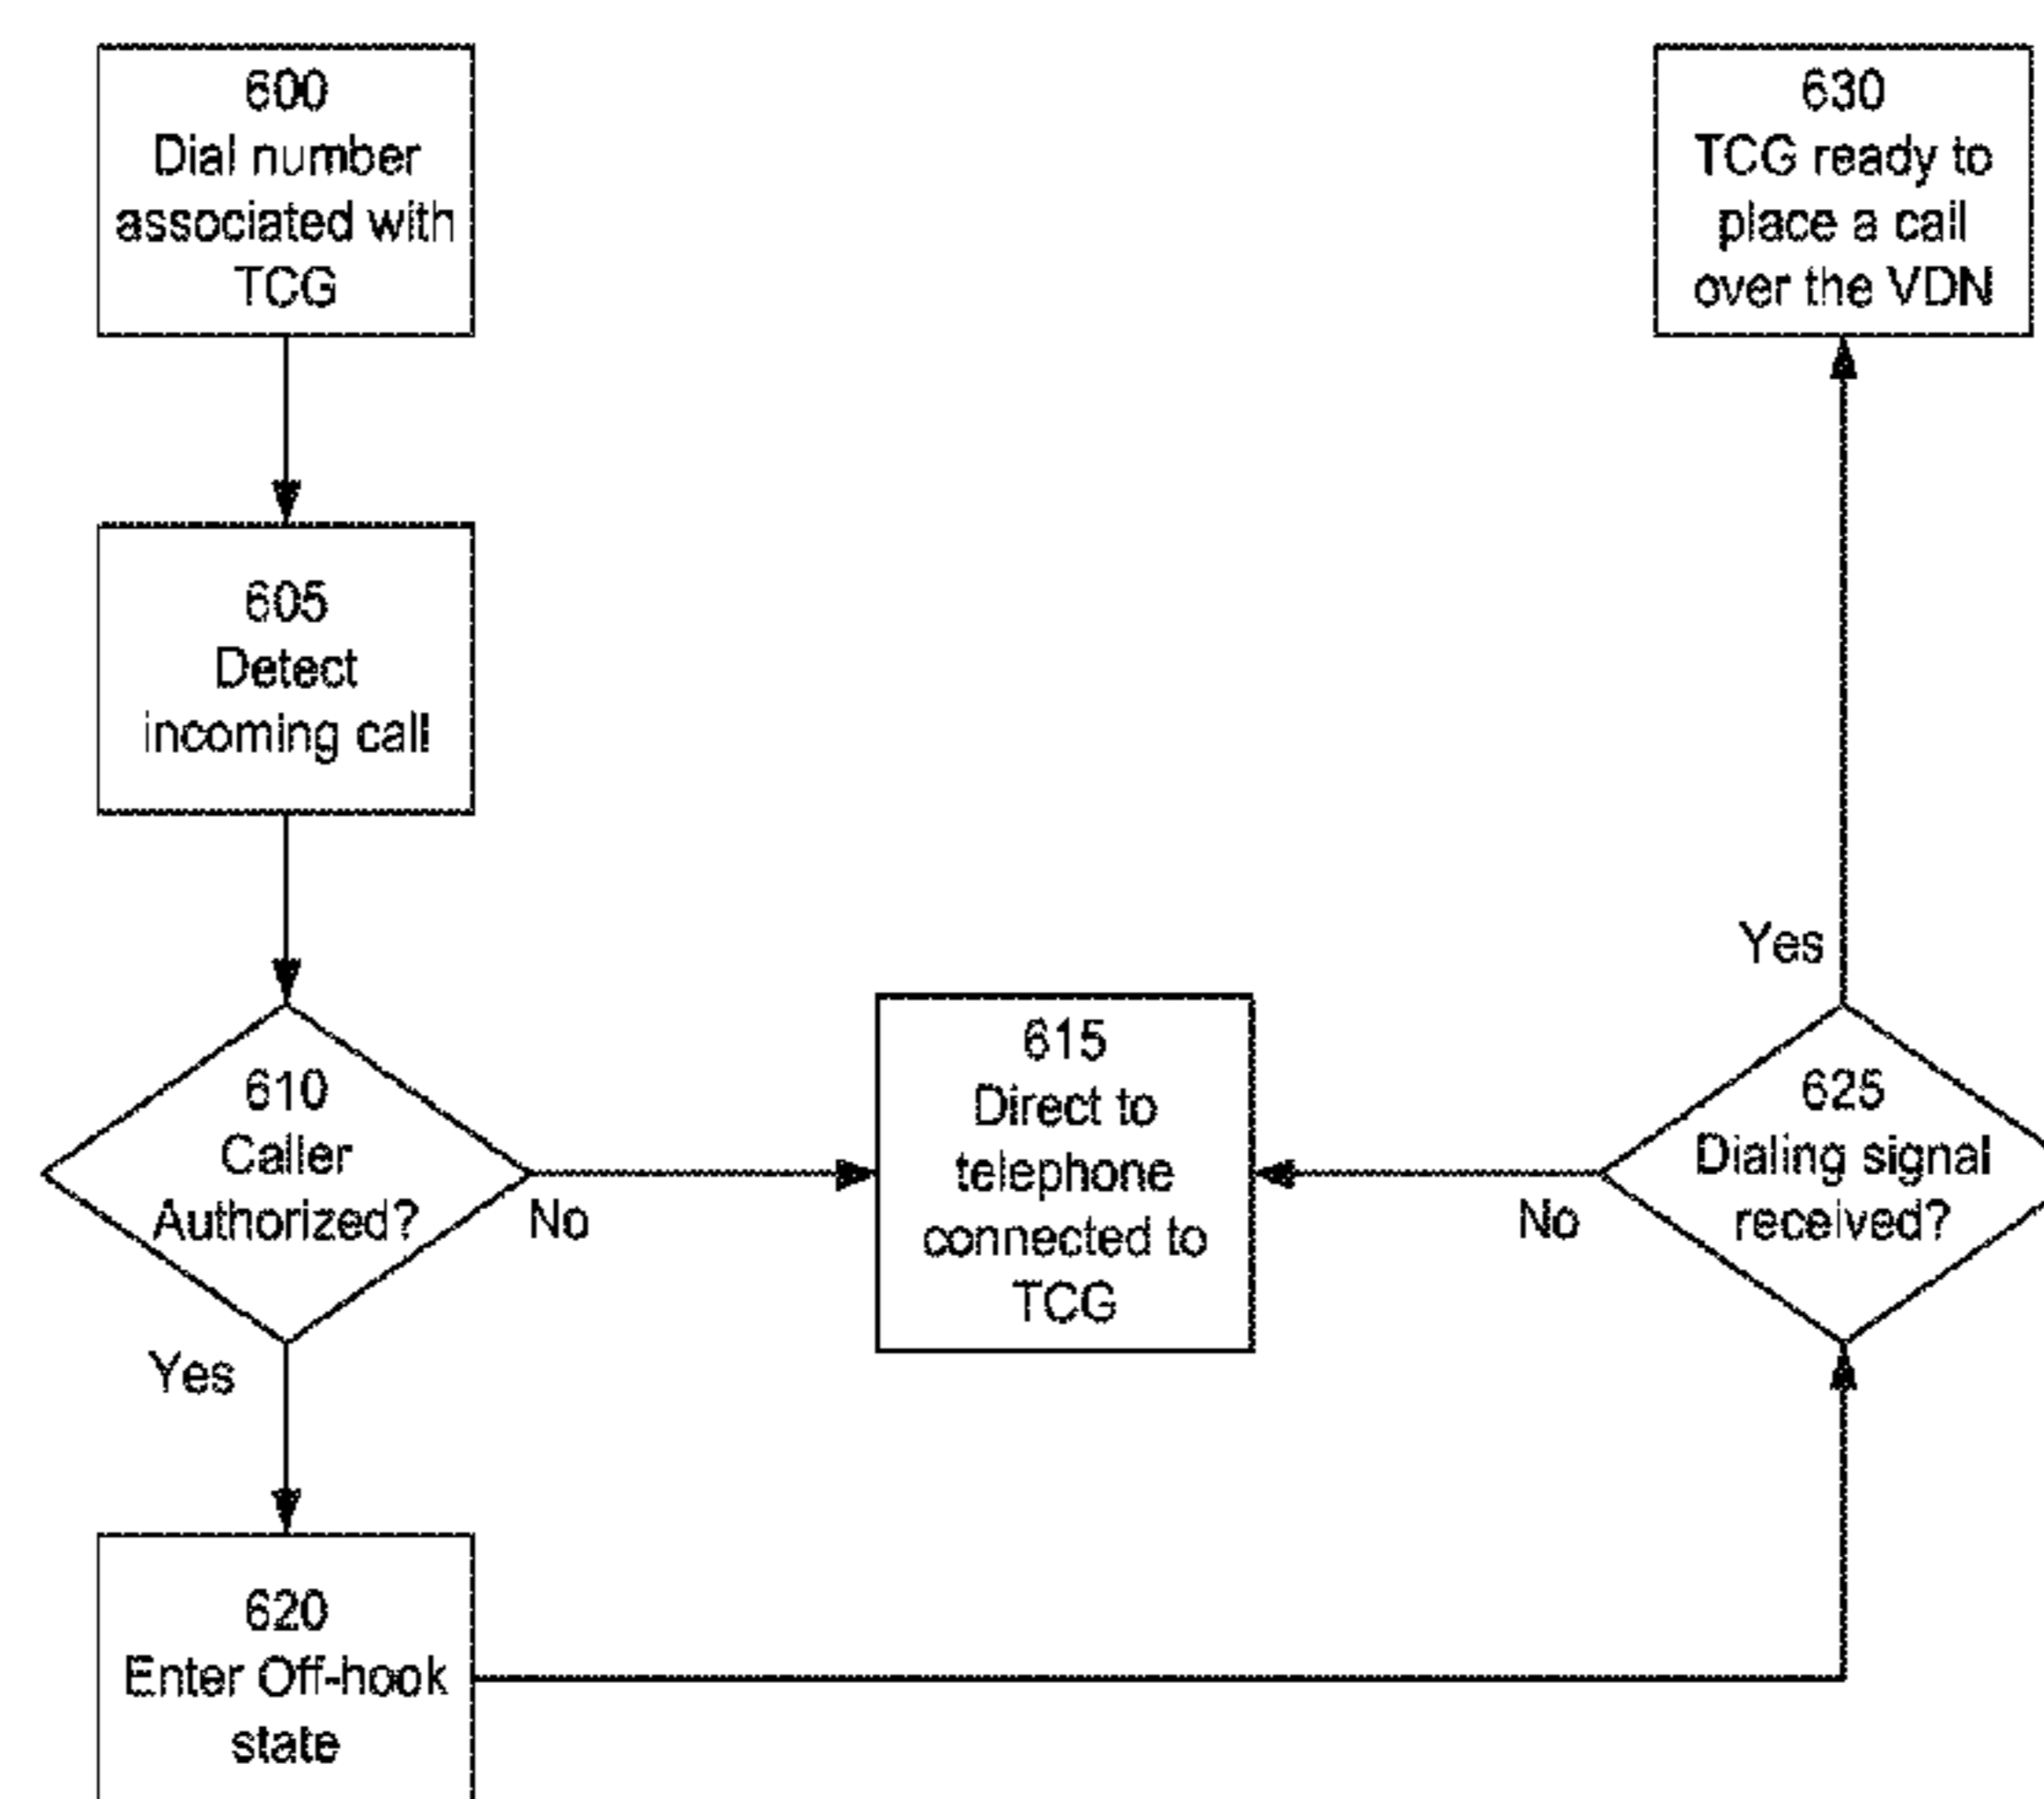 600
Dial number
associated with
TCG
605
Detect
incoming call
610
Caller
Authorized?
No
Yes
615
Direct to
telephone
connected to
TCG
620
Enter Off-hook
state
625
Dialing signal
received?
No
Yes
630
TCG ready to
place a call
over the VDN